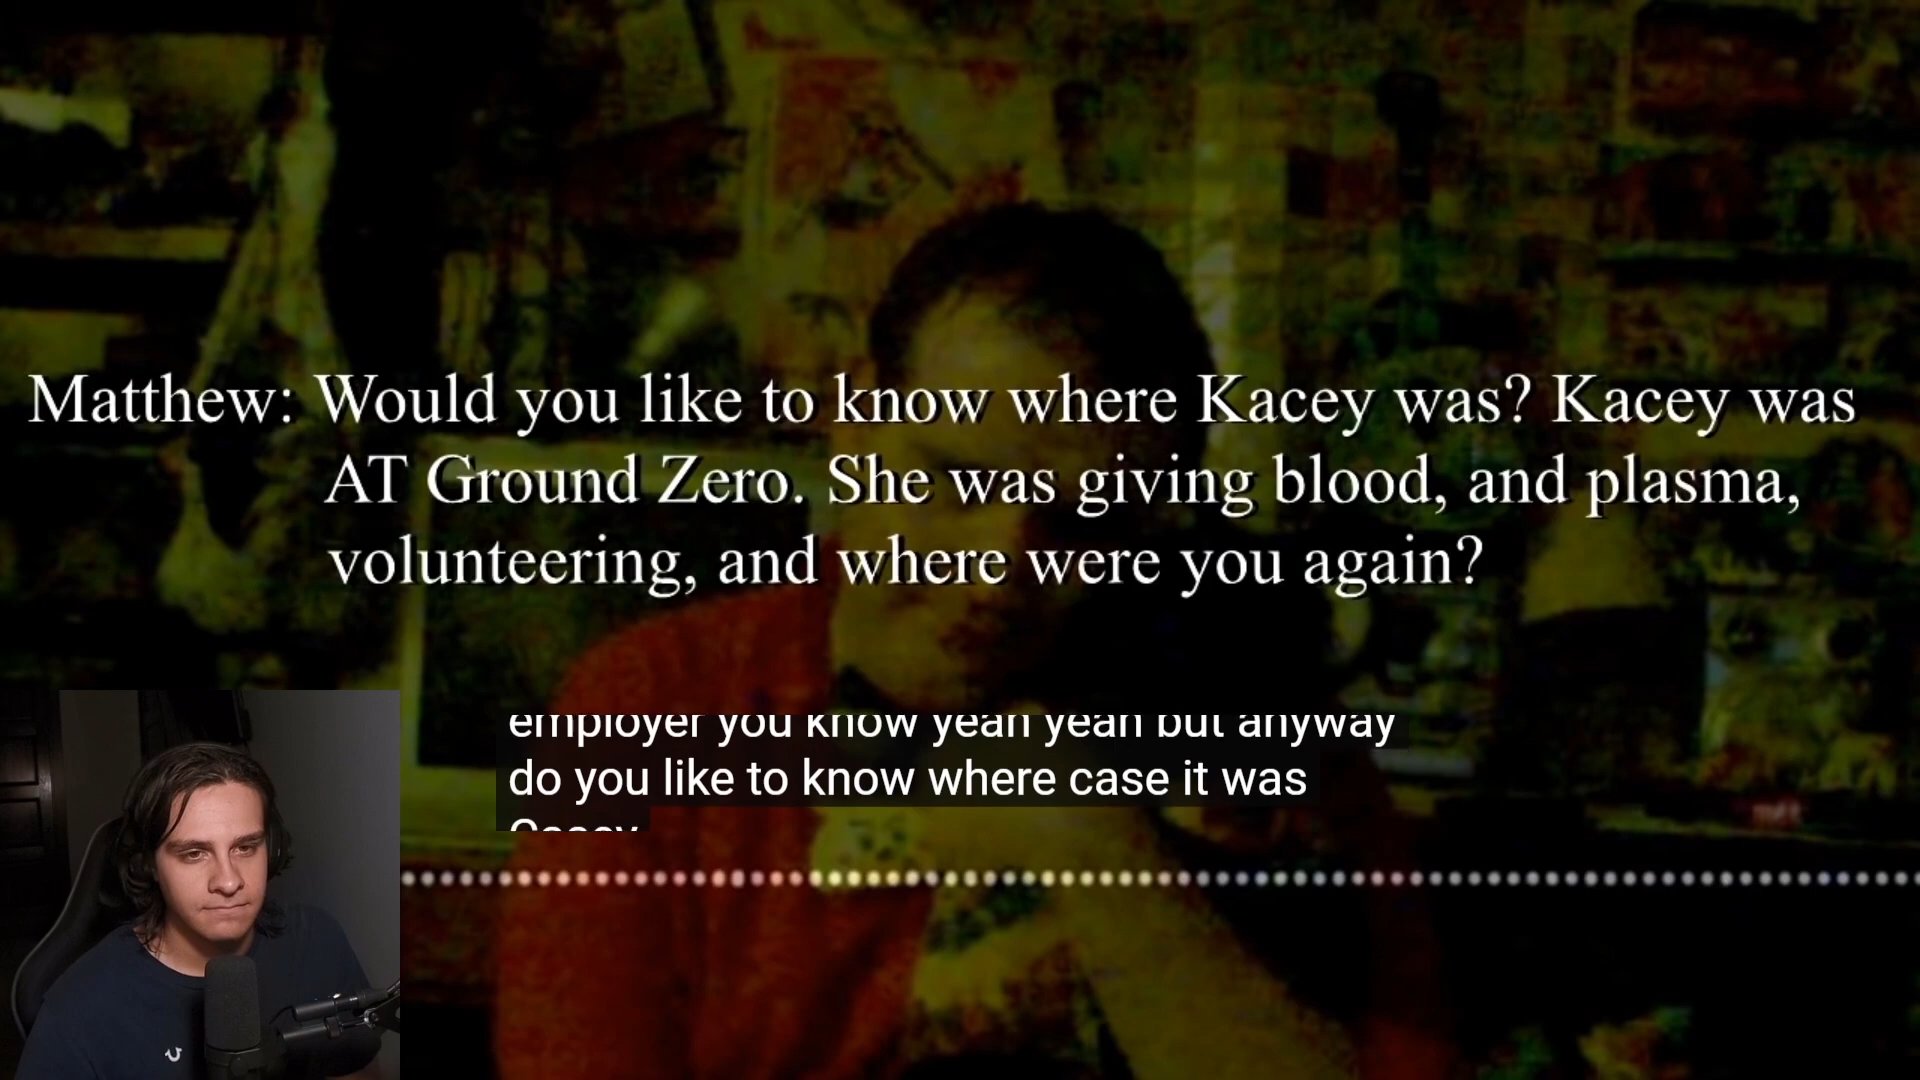 Matthew: Would you like to know where Kacey was? Kacey was
AT Ground Zero. She was giving blood, and plasma,
volunteering, and where were you again?
employer you know yeah yeah but anyway
do you like to know where case it was